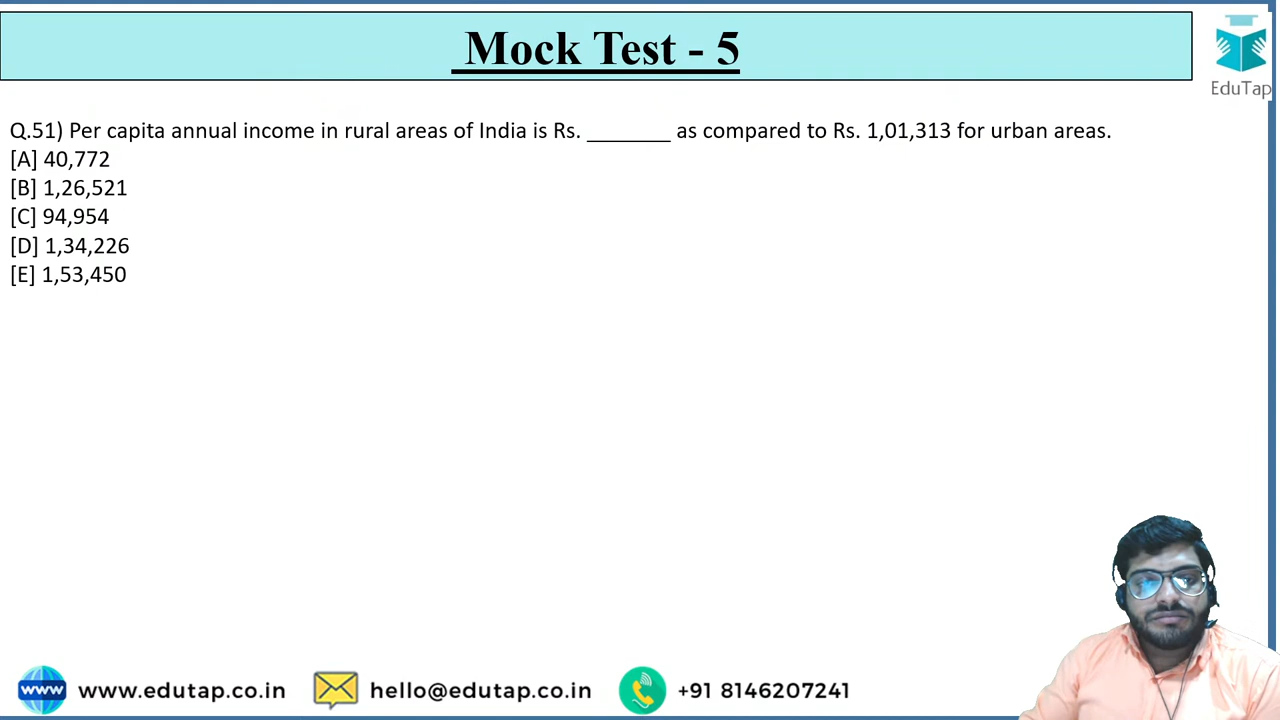 Mock Test - 5
EduTap
Q.51) Per capita annual income in rural areas of India is Rs. _______ as compared to Rs. 1,01,313 for urban areas.
[A] 40,772
[B] 1,26,521
[C] 94,954
[D] 1,34,226
[E] 1,53,450
www www.edutap.co.in hello@edutap.co.in +91 8146207241